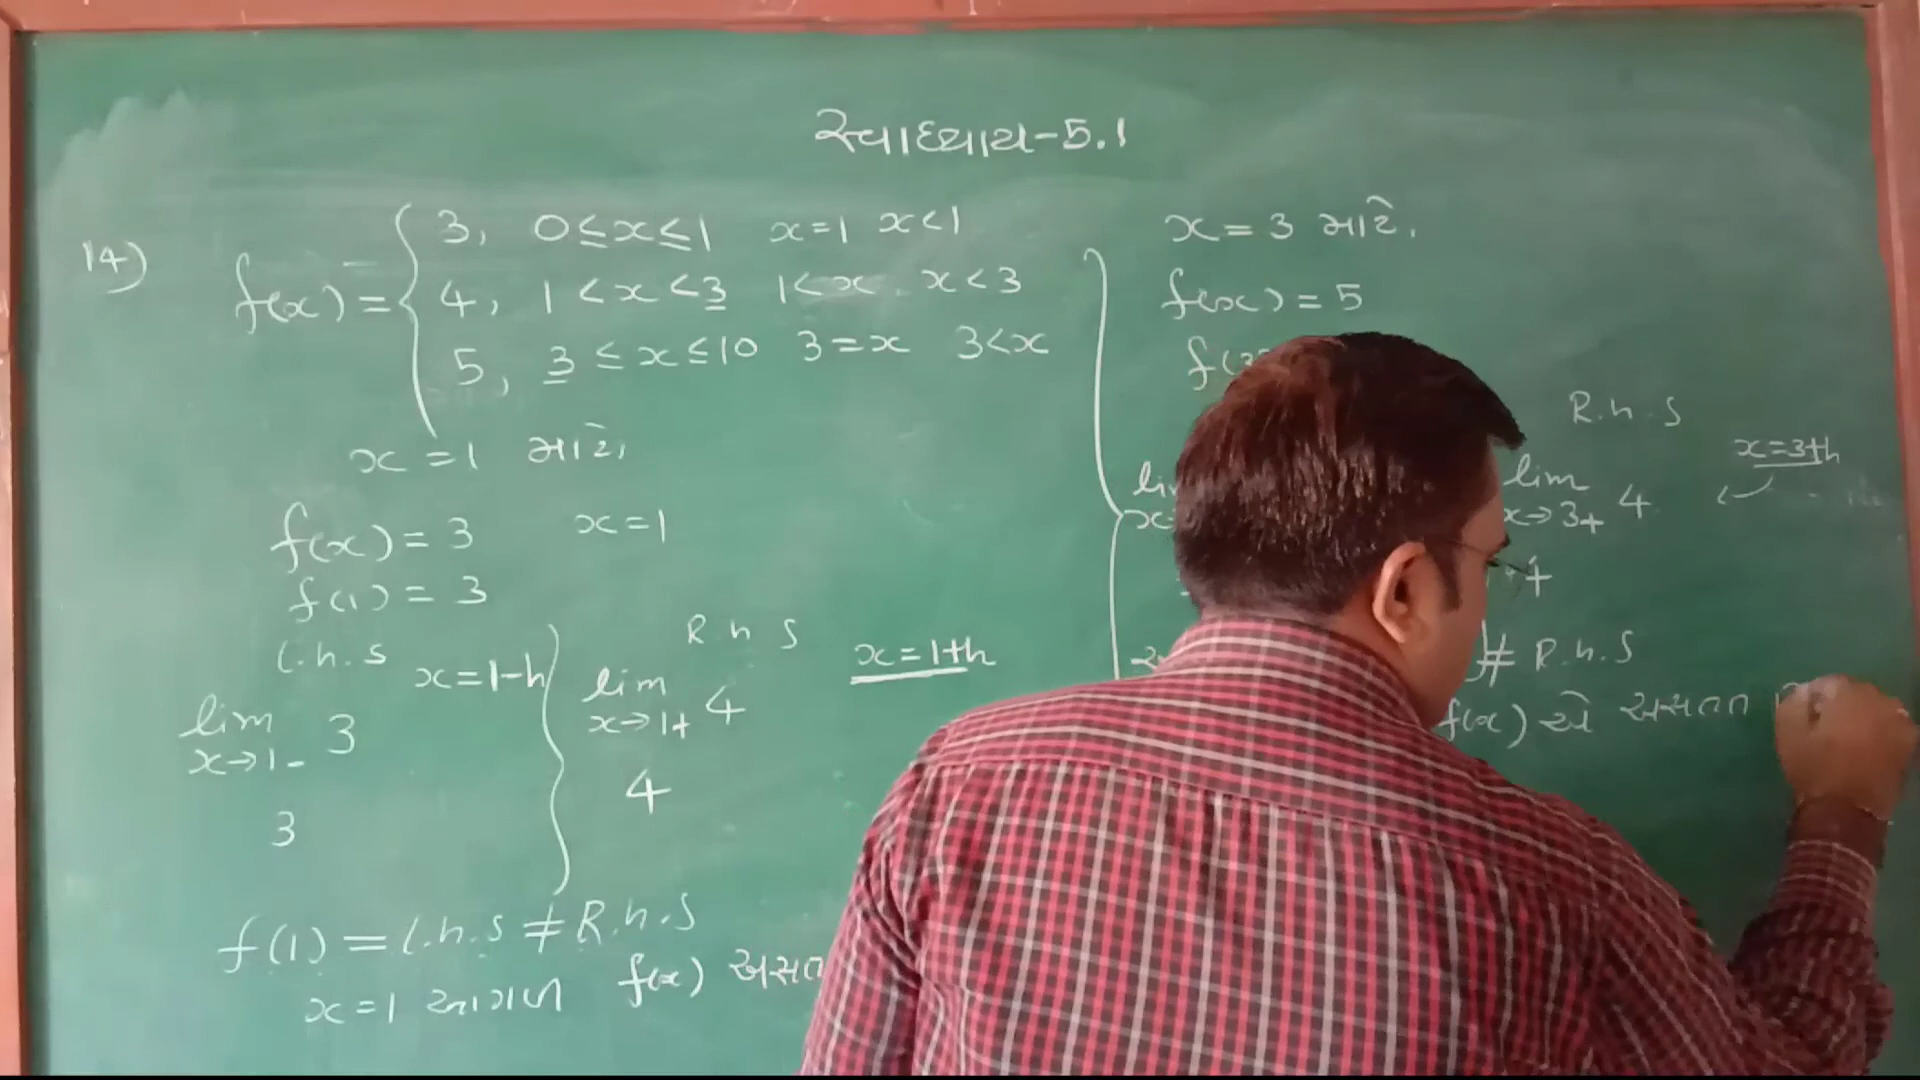 સ્વાધ્યાય-5.1
14) f(x) = { 3, 0≤x≤1 x=1 x<1
4, 1<x<3 1<x, x<3
5, 3≤x≤10 3=x 3<x
x=1 માટે,
f(x) = 3 x=1
f(1) = 3
L.h.s x=1-h
lim x→1- 3
3
R h S x=1+h
lim x→1+ 4
4
f(1) = L.h.s ≠ R.h.S
x=1 આગળ f(x)
x = 3 માટે,
f(x) = 5
R.h.S
x=3+h
lim x→3+ 4
4
≠ R.h.S
f(x) એ અસતત